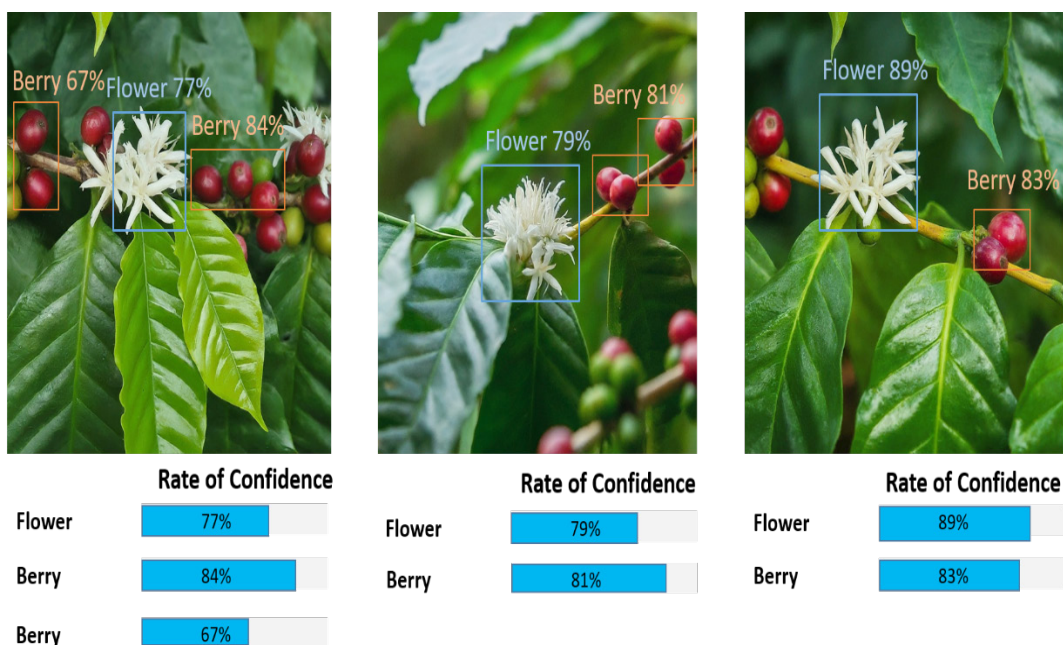 Berry 67%
Flower 77%
Berry 84%
Rate of Confidence
Flower 77%
Berry 84%
Berry 67%
Flower 79%
Berry 81%
Rate of Confidence
Flower 79%
Berry 81%
Flower 89%
Berry 83%
Rate of Confidence
Flower 89%
Berry 83%